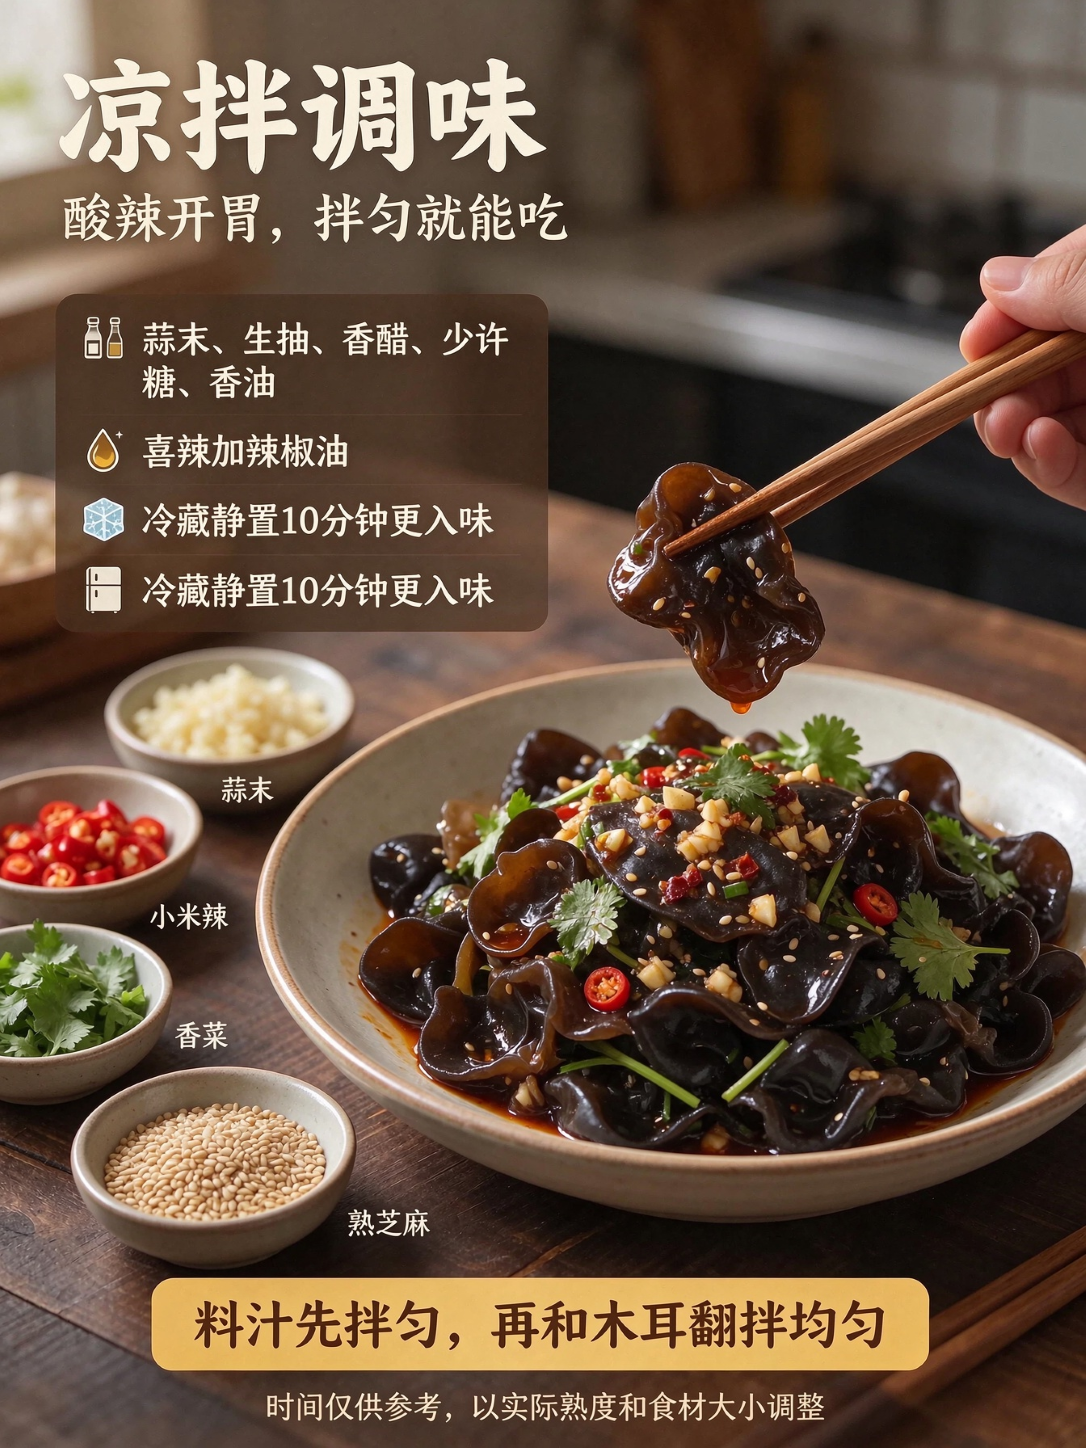 凉拌调味
酸辣开胃，拌匀就能吃
蒜末、生抽、香醋、少许
糖、香油
喜辣加辣椒油
冷藏静置10分钟更入味
冷藏静置10分钟更入味
蒜末
小米辣
香菜
熟芝麻
料汁先拌匀，再和木耳翻拌均匀
时间仅供参考，以实际熟度和食材大小调整